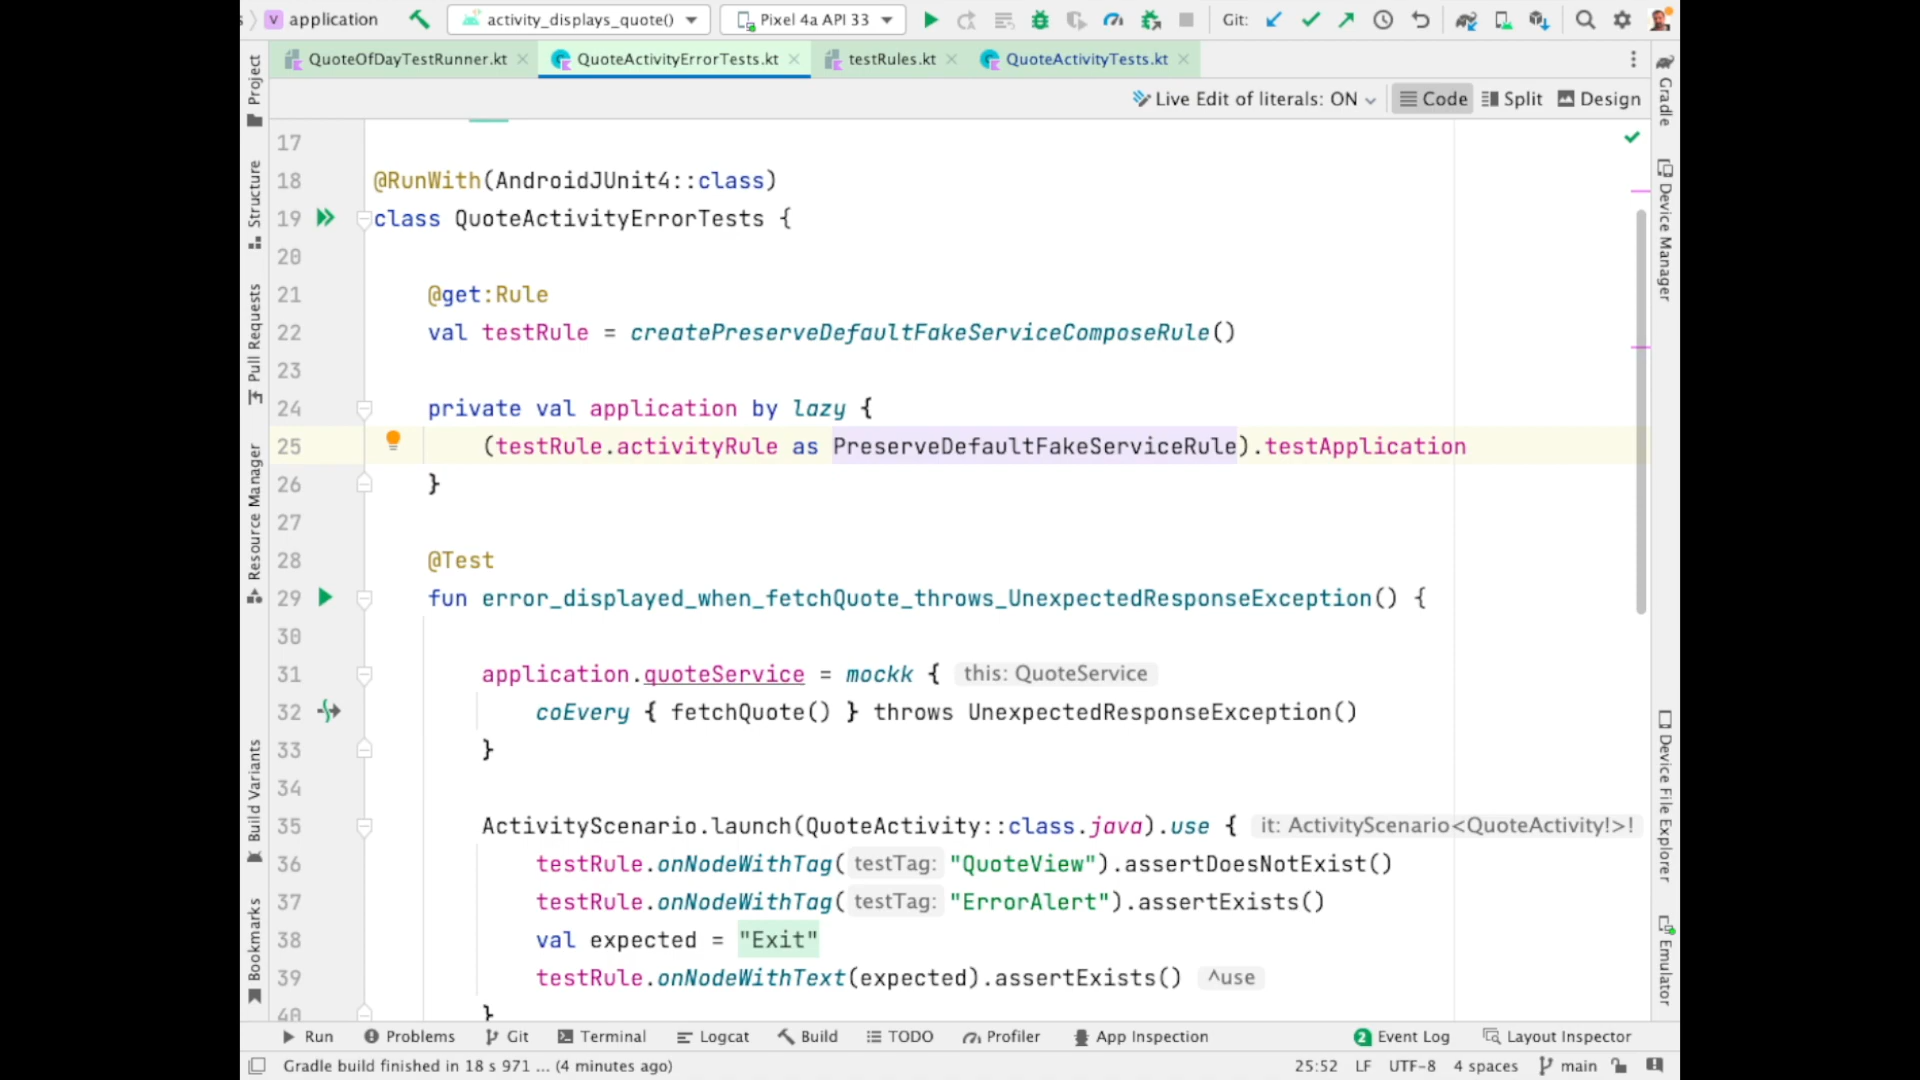 application
activity_displays_quote()
Pixel 4a API 33
Git:
QuoteOfDayTestRunner.kt
QuoteActivityErrorTests.kt
testRules.kt
QuoteActivityTests.kt
Live Edit of literals: ON
Code
Split
Design
Project
Structure
Pull Requests
Resource Manager
Build Variants
Bookmarks
17
18 @RunWith(AndroidJUnit4::class)
19 class QuoteActivityErrorTests {
20
21 @get:Rule
22 val testRule = createPreserveDefaultFakeServiceComposeRule()
23
24 private val application by lazy {
25 (testRule.activityRule as PreserveDefaultFakeServiceRule).testApplication
26 }
27
28 @Test
29 fun error_displayed_when_fetchQuote_throws_UnexpectedResponseException() {
30
31 application.quoteService = mockk { this: QuoteService
32 coEvery { fetchQuote() } throws UnexpectedResponseException()
33 }
34
35 ActivityScenario.launch(QuoteActivity::class.java).use { it: ActivityScenario<QuoteActivity!>!
36 testRule.onNodeWithTag( testTag: "QuoteView").assertDoesNotExist()
37 testRule.onNodeWithTag( testTag: "ErrorAlert").assertExists()
38 val expected = "Exit"
39 testRule.onNodeWithText(expected).assertExists() ^use
40 }
Gradle
Device Manager
Device File Explorer
Emulator
Run
Problems
Git
Terminal
Logcat
Build
TODO
Profiler
App Inspection
2 Event Log
Layout Inspector
Gradle build finished in 18 s 971 ... (4 minutes ago)
25:52
LF
UTF-8
4 spaces
main